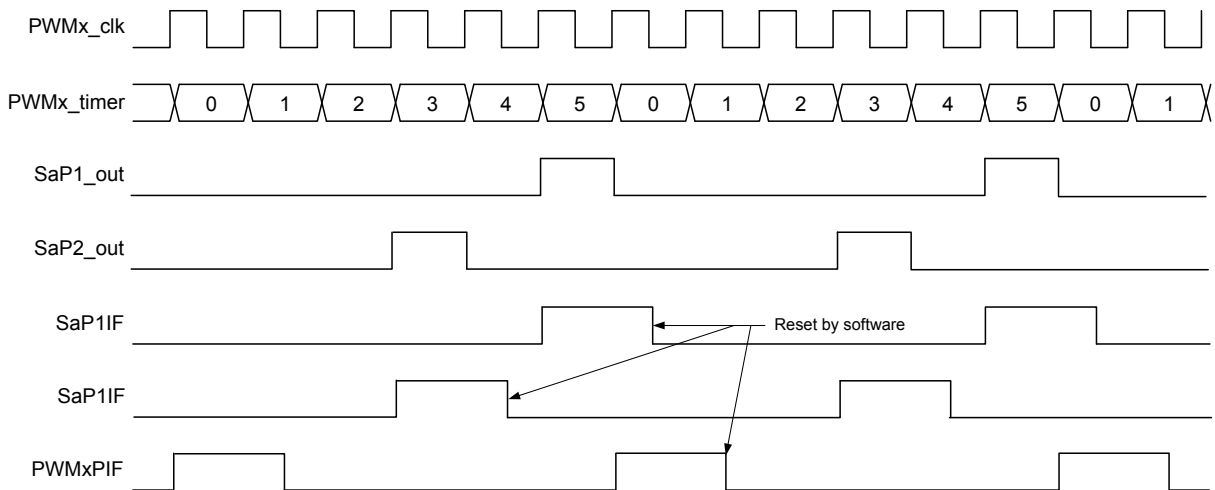 PWMx_clk
PWMx_timer 0 1 2 3 4 5 0 1 2 3 4 5 0 1
SaP1_out
SaP2_out
SaP1IF
Reset by software
SaP1IF
PWMxPIF